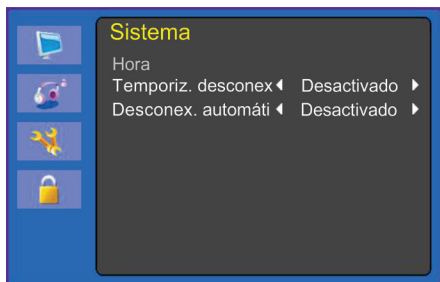 Sistema
Hora
Temporiz. desconex Desactivado
Desconex. automáti Desactivado